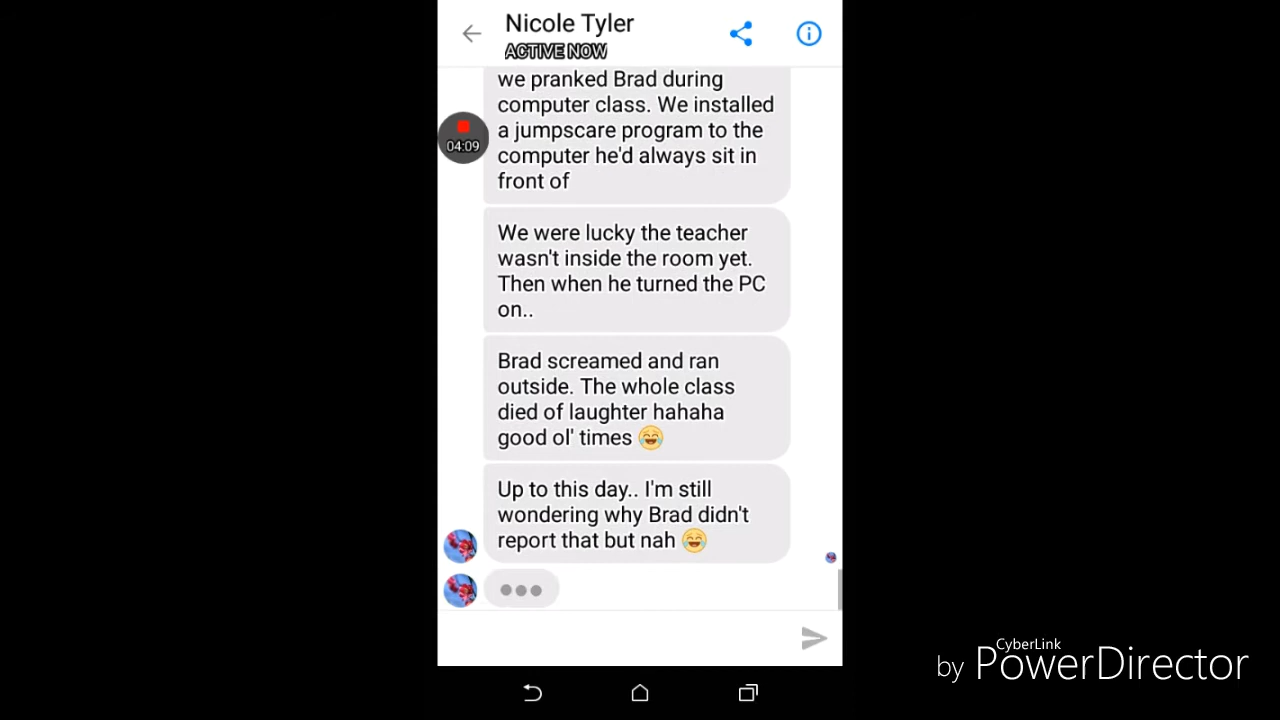 Nicole Tyler
ACTIVE NOW
we pranked Brad during
computer class. We installed
a jumpscare program to the
computer he'd always sit in
front of
04:09
We were lucky the teacher
wasn't inside the room yet.
Then when he turned the PC
on..
Brad screamed and ran
outside. The whole class
died of laughter hahaha
good ol' times 😂
Up to this day.. I'm still
wondering why Brad didn't
report that but nah 😂
CyberLink
by PowerDirector